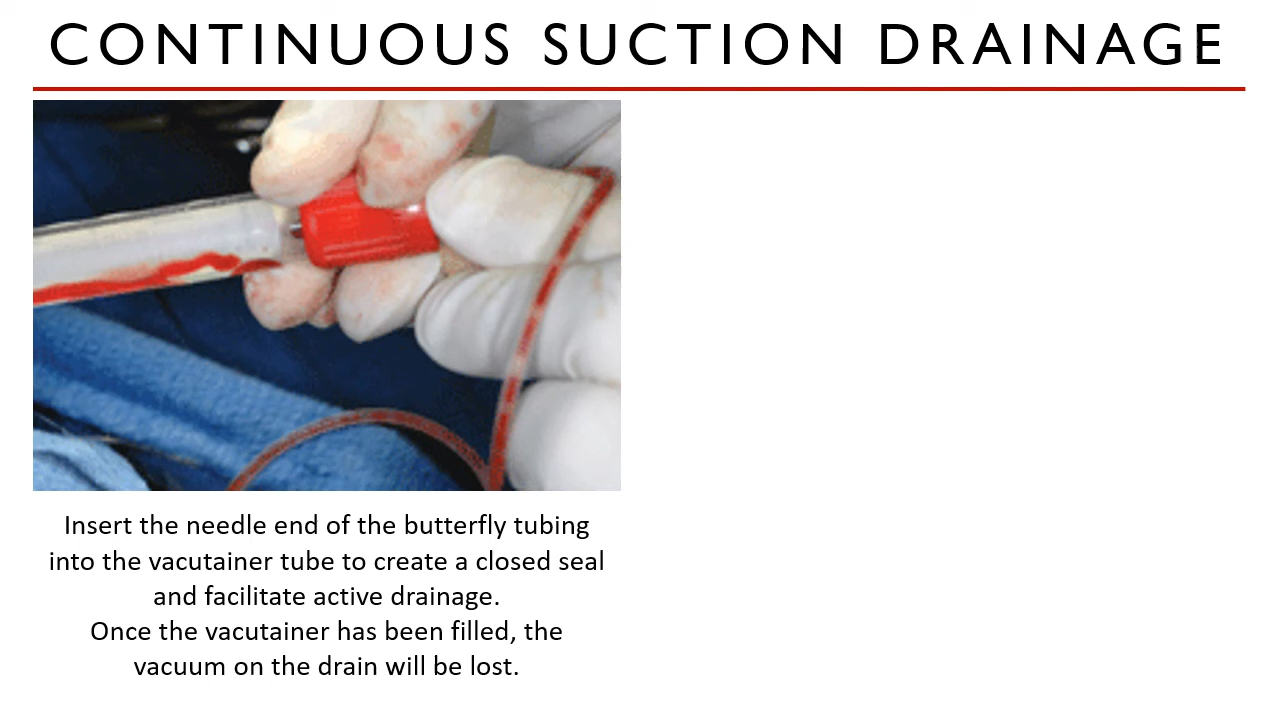 CONTINUOUS SUCTION DRAINAGE
Insert the needle end of the butterfly tubing
into the vacutainer tube to create a closed seal
and facilitate active drainage.
Once the vacutainer has been filled, the
vacuum on the drain will be lost.